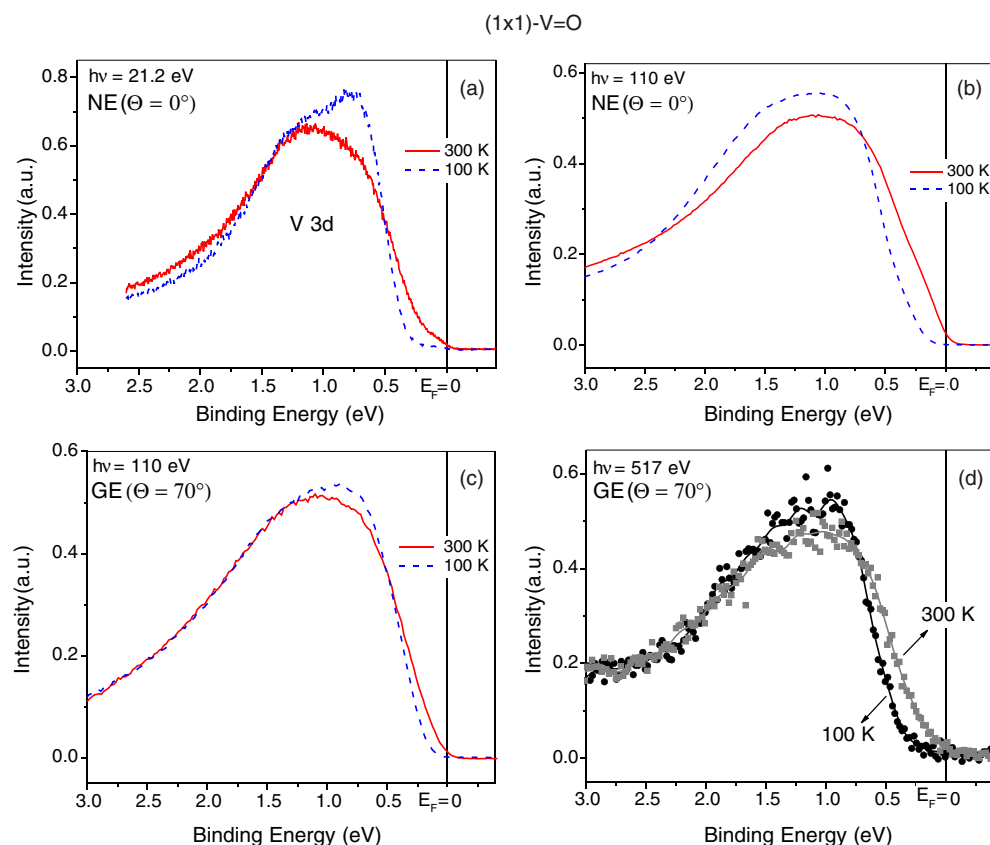 (1x1)-V=O
hν = 21.2 eV
NE(Θ = 0°)
(a)
300 K
100 K
V 3d
Intensity (a.u.)
0.8
0.6
0.4
0.2
0.0
3.0 2.5 2.0 1.5 1.0 0.5 E_F=0
Binding Energy (eV)
hν = 110 eV
NE(Θ = 0°)
(b)
300 K
100 K
Intensity (a.u.)
0.6
0.4
0.2
0.0
3.0 2.5 2.0 1.5 1.0 0.5 E_F=0
Binding Energy (eV)
hν = 110 eV
GE(Θ = 70°)
(c)
300 K
100 K
Intensity (a.u.)
0.6
0.4
0.2
0.0
3.0 2.5 2.0 1.5 1.0 0.5 E_F=0
Binding Energy (eV)
hν = 517 eV
GE(Θ = 70°)
(d)
300 K
100 K
Intensity (a.u.)
0.6
0.4
0.2
0.0
3.0 2.5 2.0 1.5 1.0 0.5 E_F=0
Binding Energy (eV)